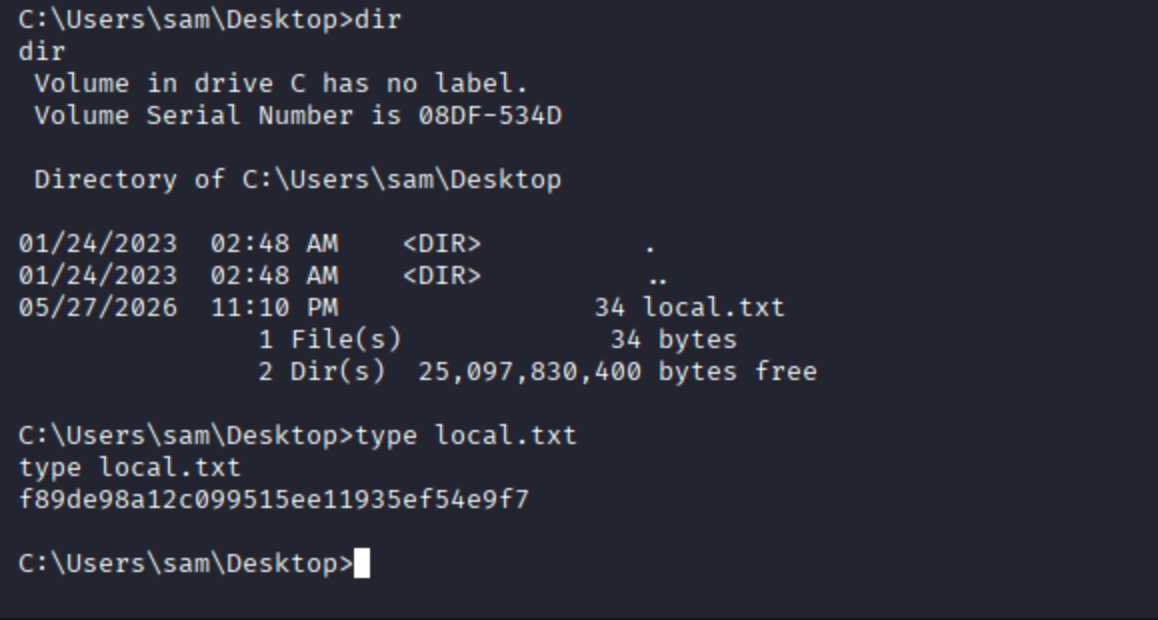 C:\Users\sam\Desktop>dir
dir
 Volume in drive C has no label.
 Volume Serial Number is 08DF-534D

 Directory of C:\Users\sam\Desktop

01/24/2023  02:48 AM    <DIR>          .
01/24/2023  02:48 AM    <DIR>          ..
05/27/2026  11:10 PM                34 local.txt
               1 File(s)             34 bytes
               2 Dir(s)  25,097,830,400 bytes free

C:\Users\sam\Desktop>type local.txt
type local.txt
f89de98a12c099515ee11935ef54e9f7

C:\Users\sam\Desktop>